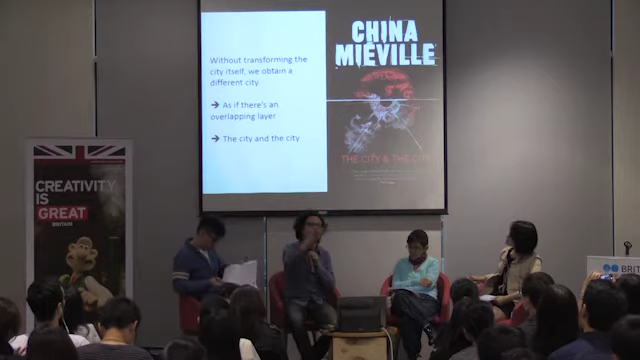 Without transforming the
city itself, we obtain a
different city
➔ As if there's an
overlapping layer
➔ The city and the city
CHINA
MIÉVILLE
THE CITY & THE CITY
CREATIVITY
IS
GREAT
BRITAIN
BRIT